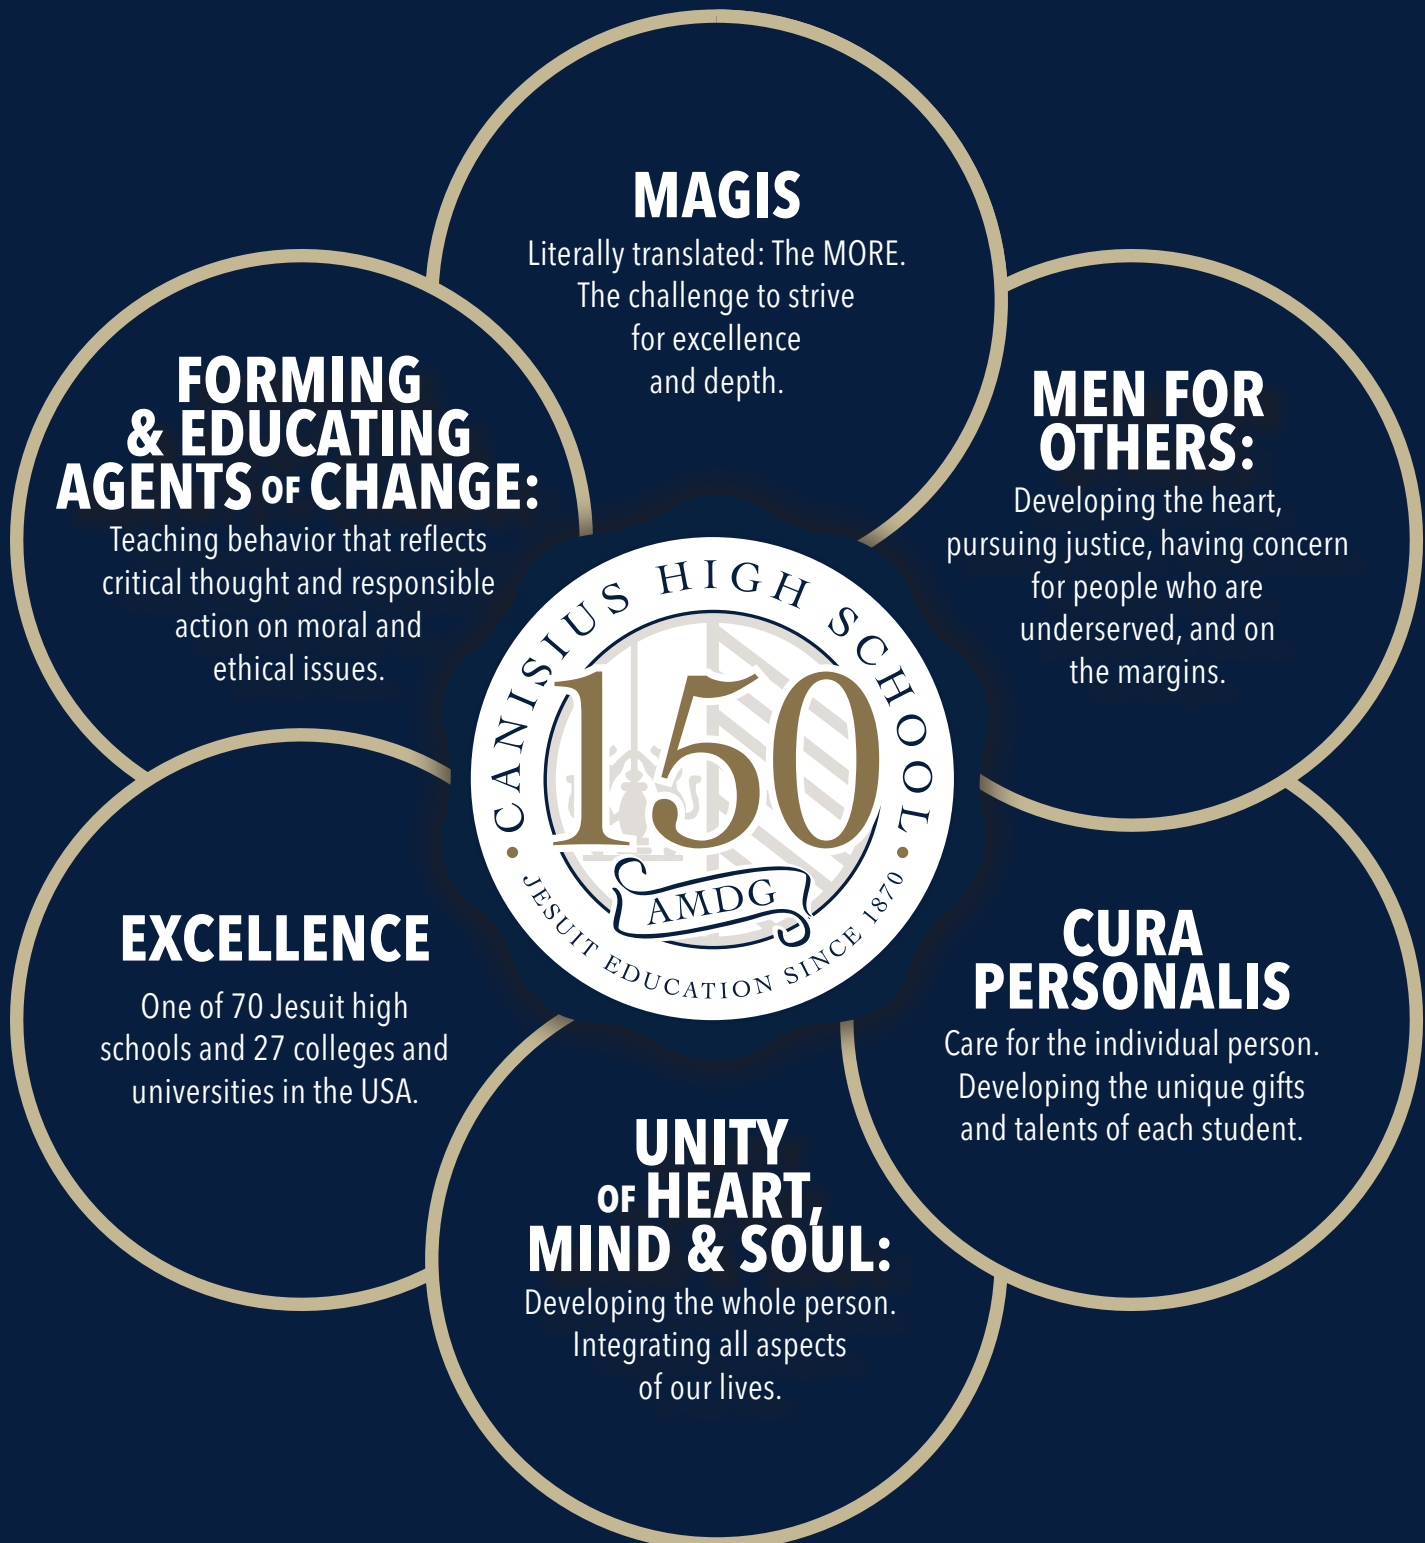 MAGIS
Literally translated: The MORE.
The challenge to strive
for excellence
and depth.
FORMING
& EDUCATING
AGENTS OF CHANGE:
Teaching behavior that reflects
critical thought and responsible
action on moral and
ethical issues.
MEN FOR
OTHERS:
Developing the heart,
pursuing justice, having concern
for people who are
underserved, and on
the margins.
• CANISIUS HIGH SCHOOL •
150
AMDG
JESUIT EDUCATION SINCE 1870
EXCELLENCE
One of 70 Jesuit high
schools and 27 colleges and
universities in the USA.
CURA
PERSONALIS
Care for the individual person.
Developing the unique gifts
and talents of each student.
UNITY
OF HEART,
MIND & SOUL:
Developing the whole person.
Integrating all aspects
of our lives.